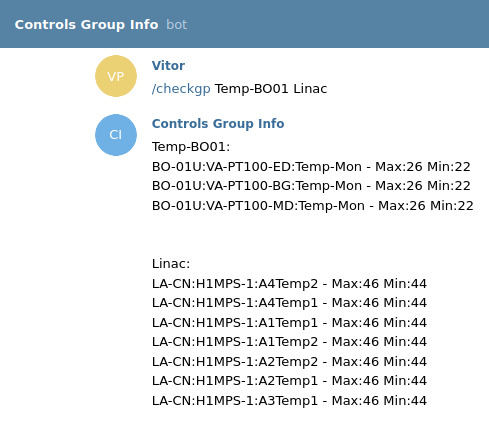 Controls Group Info bot
Vitor
VP
/checkgp Temp-BO01 Linac
Controls Group Info
CI
Temp-BO01:
BO-01U:VA-PT100-ED:Temp-Mon - Max:26 Min:22
BO-01U:VA-PT100-BG:Temp-Mon - Max:26 Min:22
BO-01U:VA-PT100-MD:Temp-Mon - Max:26 Min:22
Linac:
LA-CN:H1MPS-1:A4Temp2 - Max:46 Min:44
LA-CN:H1MPS-1:A4Temp1 - Max:46 Min:44
LA-CN:H1MPS-1:A1Temp1 - Max:46 Min:44
LA-CN:H1MPS-1:A1Temp2 - Max:46 Min:44
LA-CN:H1MPS-1:A2Temp2 - Max:46 Min:44
LA-CN:H1MPS-1:A2Temp1 - Max:46 Min:44
LA-CN:H1MPS-1:A3Temp1 - Max:46 Min:44